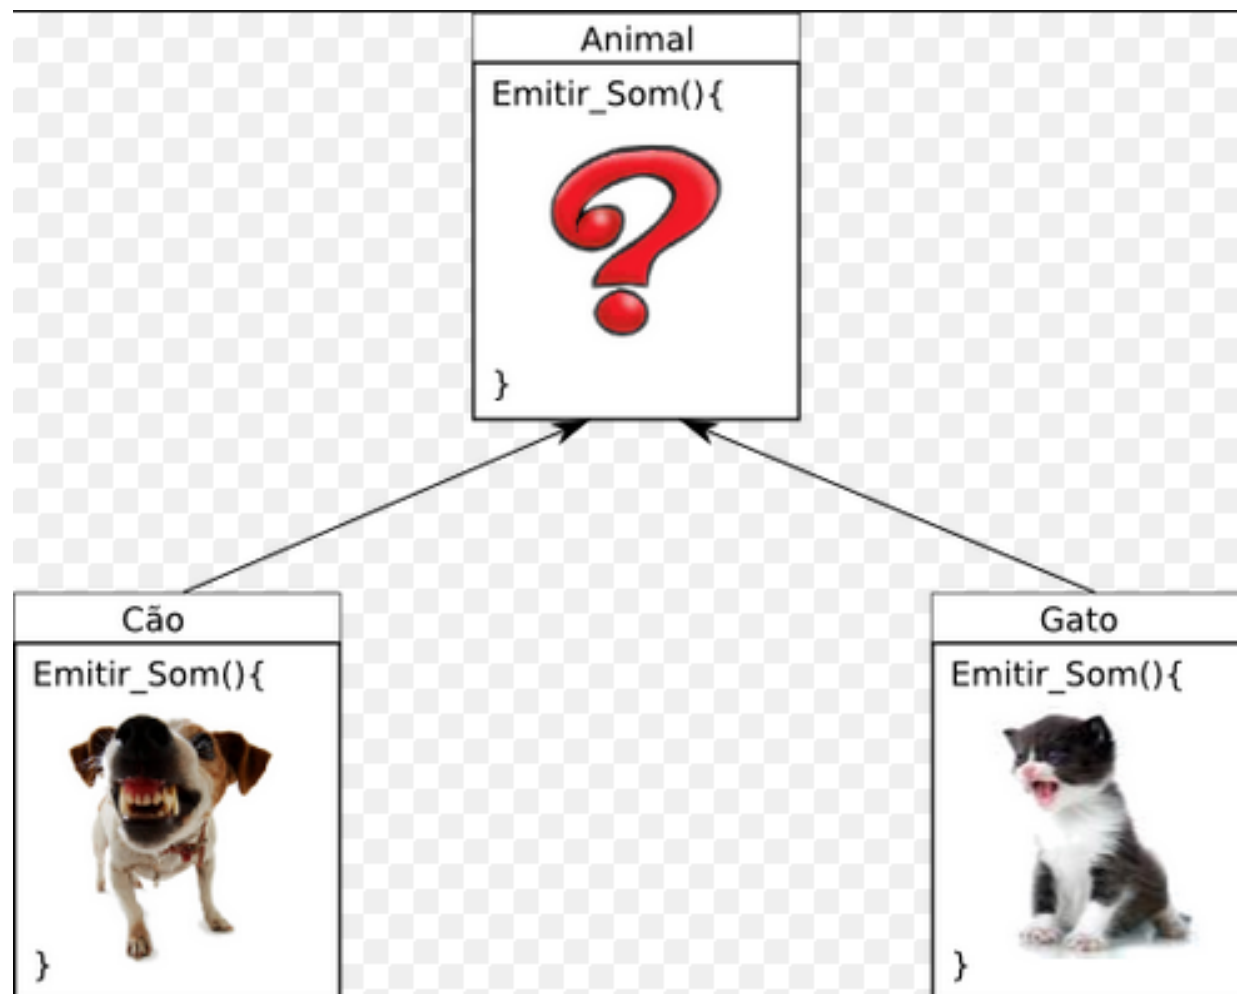 Animal
Emitir_Som(){
}
Cão
Emitir_Som(){
}
Gato
Emitir_Som(){
}